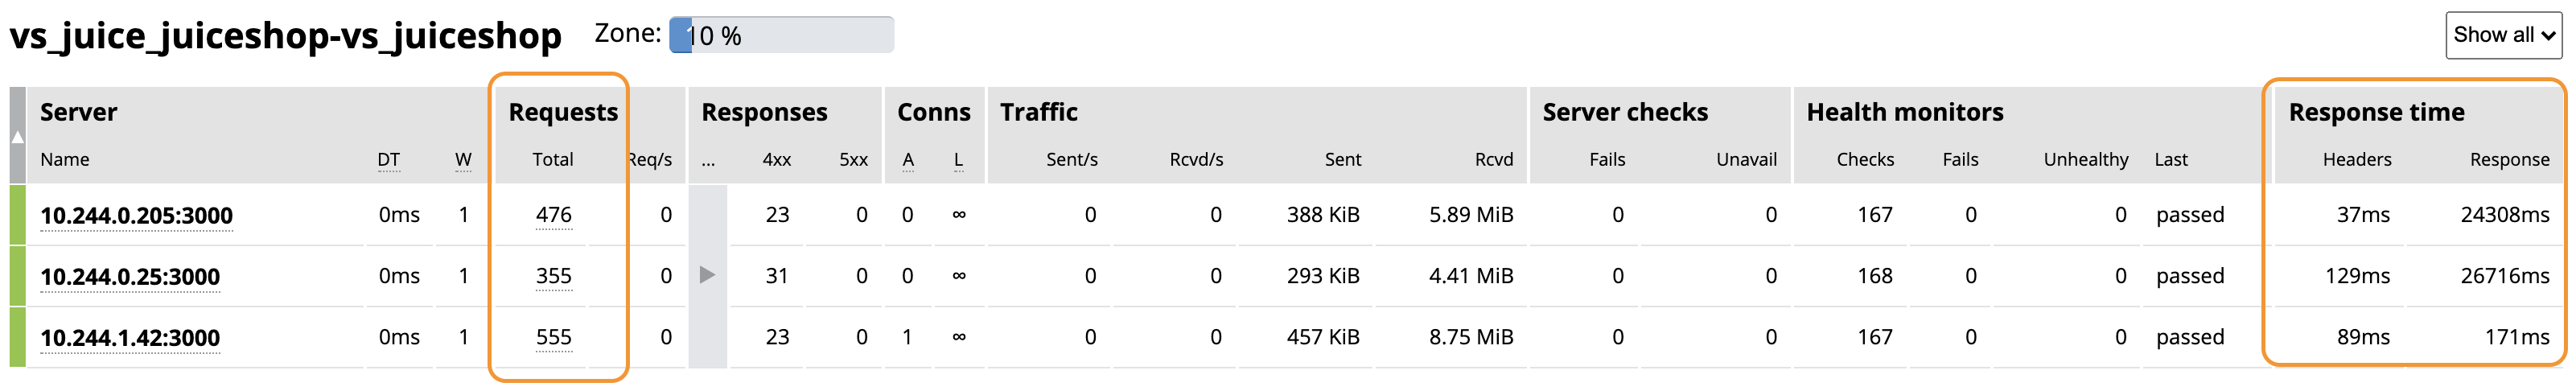 vs_juice_juiceshop-vs_juiceshop Zone: 10 % Show all
Server Requests Responses Conns Traffic Server checks Health monitors Response time
Name DT W Total Req/s ... 4xx 5xx A L Sent/s Rcvd/s Sent Rcvd Fails Unavail Checks Fails Unhealthy Last Headers Response
10.244.0.205:3000 0ms 1 476 0 23 0 0 ∞ 0 0 388 KiB 5.89 MiB 0 0 167 0 0 passed 37ms 24308ms
10.244.0.25:3000 0ms 1 355 0 31 0 0 ∞ 0 0 293 KiB 4.41 MiB 0 0 168 0 0 passed 129ms 26716ms
10.244.1.42:3000 0ms 1 555 0 23 0 1 ∞ 0 0 457 KiB 8.75 MiB 0 0 167 0 0 passed 89ms 171ms